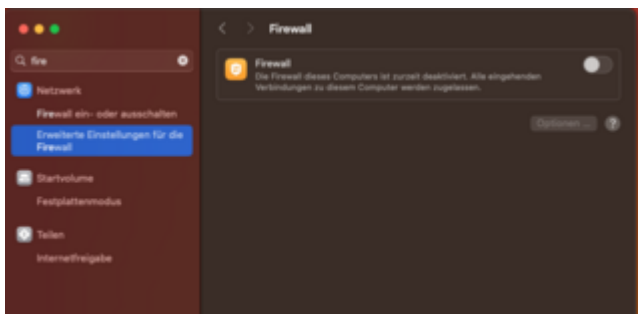 fire
Netzwerk
Firewall ein- oder ausschalten
Erweiterte Einstellungen für die
Firewall
Startvolume
Festplattenmodus
Teilen
Internetfreigabe
Firewall
Firewall
Die Firewall dieses Computers ist zurzeit deaktiviert. Alle eingehenden
Verbindungen zu diesem Computer werden zugelassen.
Optionen ... ?